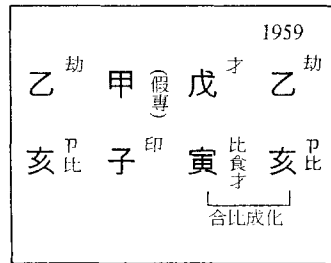 1959
乙 劫 甲 (假專) 戊 才 乙 劫
亥 卩比 子 印 寅 比食才 亥 卩比
合比成化